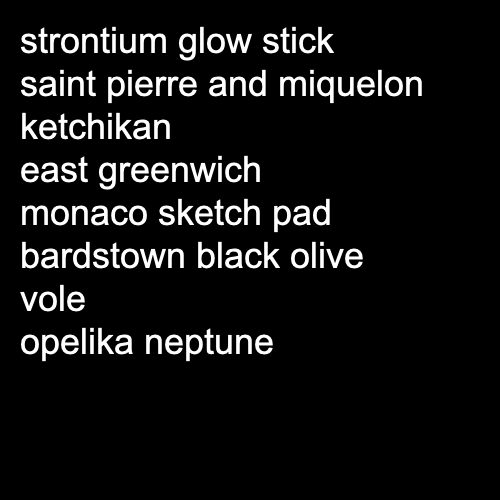 strontium glow stick
saint pierre and miquelon
ketchikan
east greenwich
monaco sketch pad
bardstown black olive
vole
opelika neptune